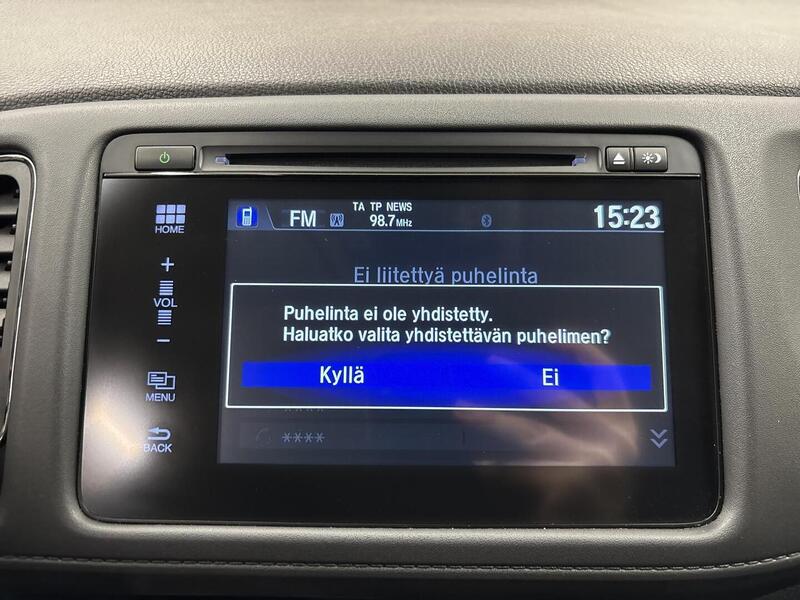 TA TP NEWS
FM 98.7MHz 15:23
HOME
+
VOL
−
MENU
BACK
Ei liitettyä puhelinta
Puhelinta ei ole yhdistetty.
Haluatko valita yhdistettävän puhelimen?
Kyllä Ei
****
****